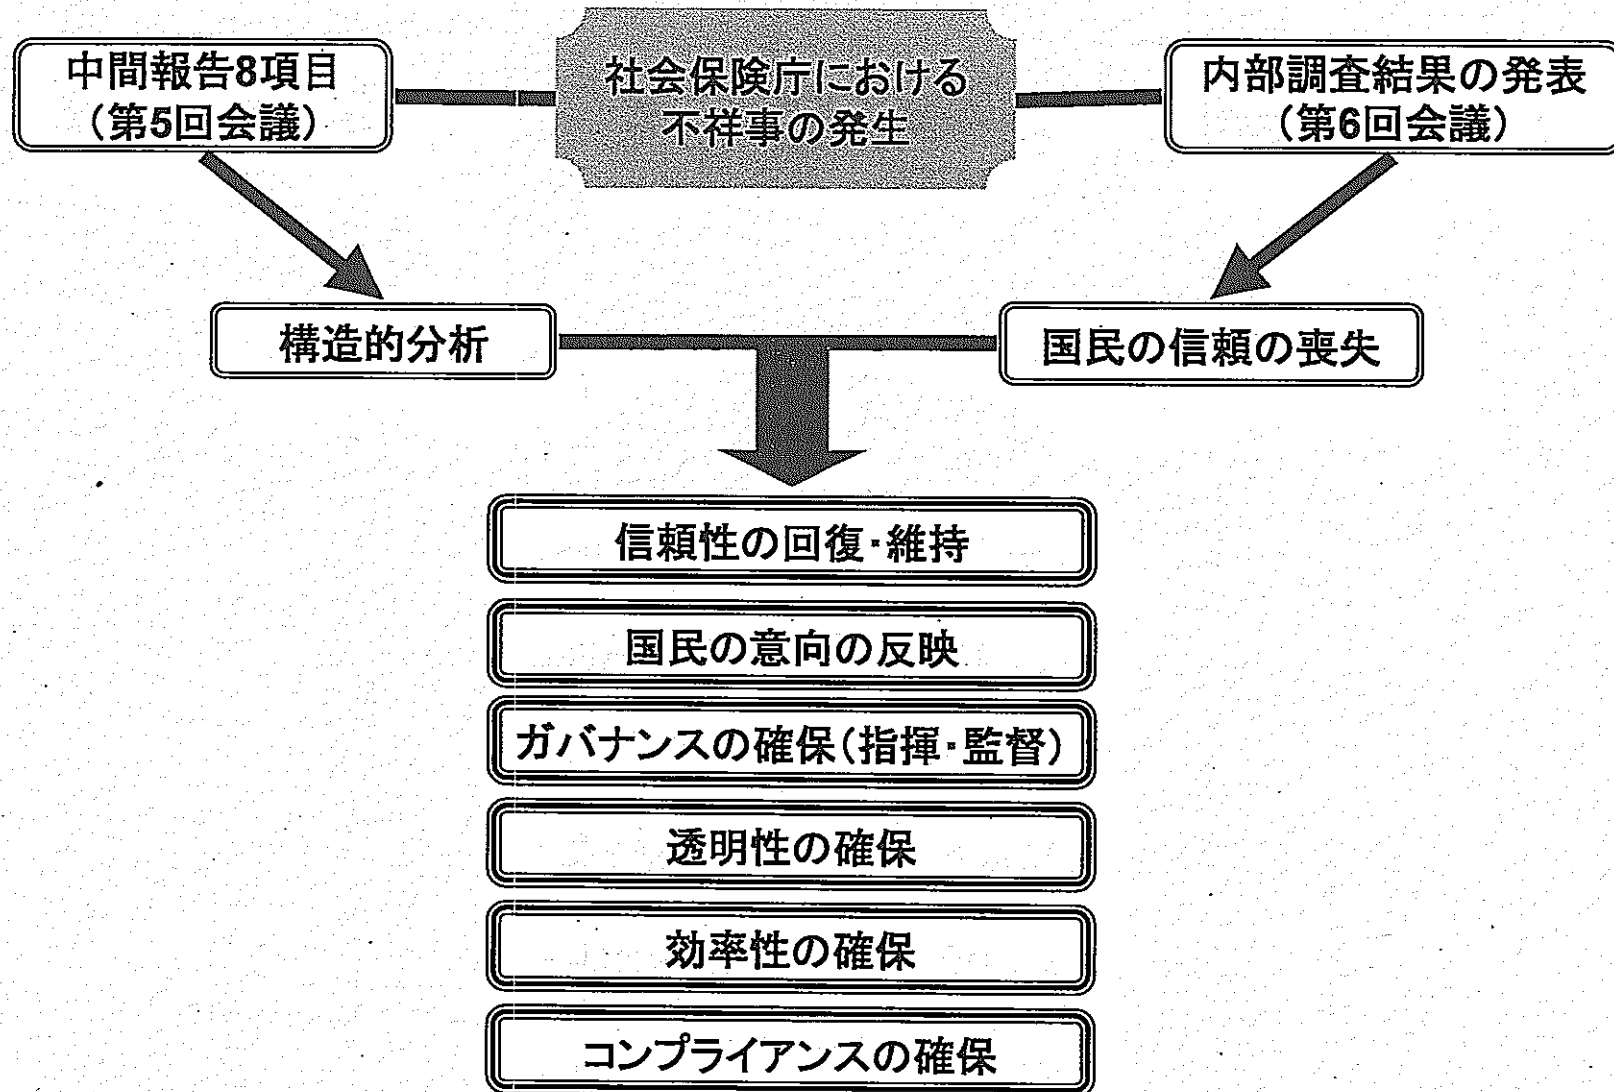 中間報告8項目
（第5回会議）
社会保険庁における
不祥事の発生
内部調査結果の発表
（第6回会議）
構造的分析
国民の信頼の喪失
信頼性の回復・維持
国民の意向の反映
ガバナンスの確保（指揮・監督）
透明性の確保
効率性の確保
コンプライアンスの確保